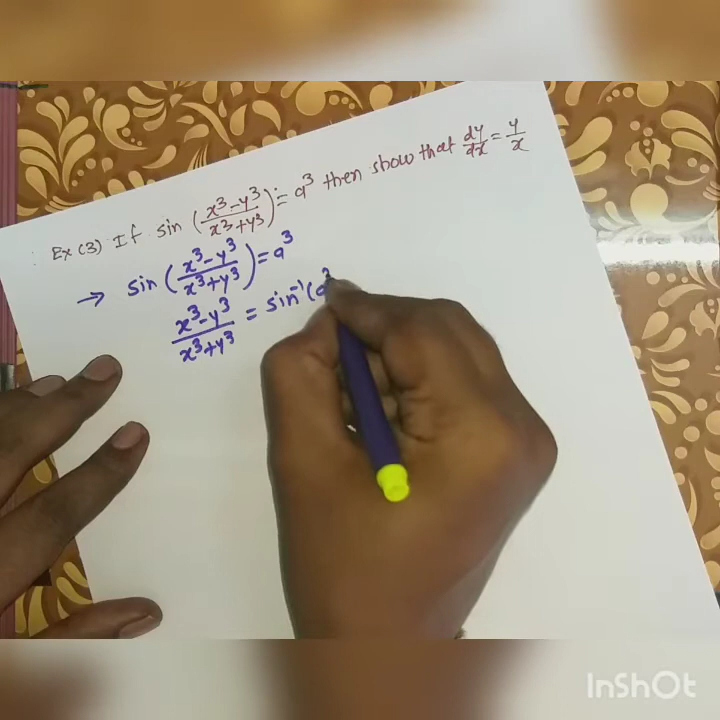 Ex (3) If sin (x³-y³/x³+y³) = a³ then show that dy/dx = y/x
→ sin (x³-y³/x³+y³) = a³
x³-y³/x³+y³ = sin⁻¹(a³
InShOt